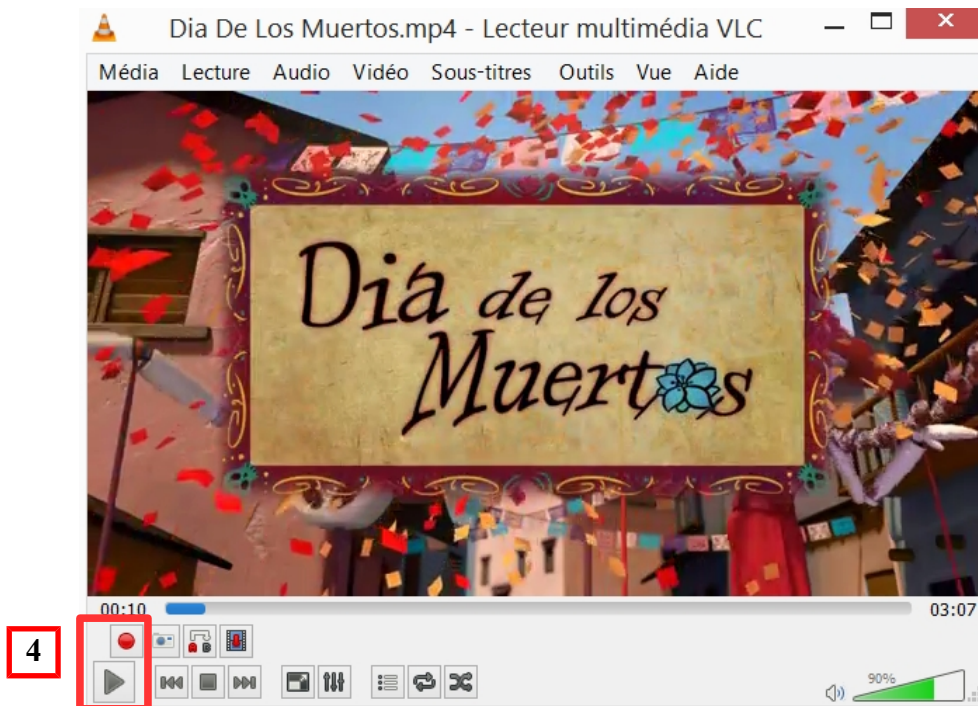 Dia De Los Muertos.mp4 - Lecteur multimédia VLC
Média Lecture Audio Vidéo Sous-titres Outils Vue Aide
Dia de los
Muertos
00:10 03:07
A B
4
90%